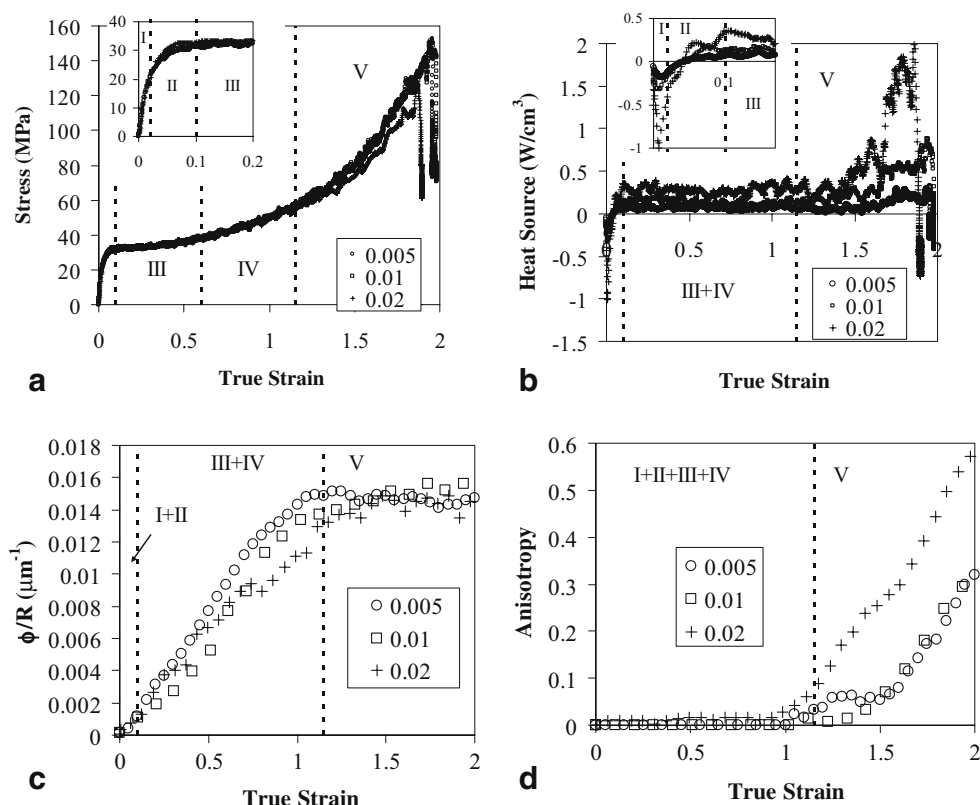 160
140
120
100
80
60
40
20
0
Stress (MPa)
40
30
20
10
0
0 0.1 0.2
I II III
III IV V
0.005
0.01
0.02
0 0.5 1 1.5 2
a True Strain
2
1.5
1
0.5
0
-0.5
-1
-1.5
Heat Source (W/cm³)
0.5
0
-0.5
-1
0.1
I II III
V
0.5 1 1.5 2
III+IV
0.005
0.01
0.02
b True Strain
0.018
0.016
0.014
0.012
0.01
0.008
0.006
0.004
0.002
0
ϕ/R (µm⁻¹)
I+II
III+IV V
0.005
0.01
0.02
0 0.5 1 1.5 2
c True Strain
0.6
0.5
0.4
0.3
0.2
0.1
0
Anisotropy
I+II+III+IV V
0.005
0.01
0.02
0 0.5 1 1.5 2
d True Strain